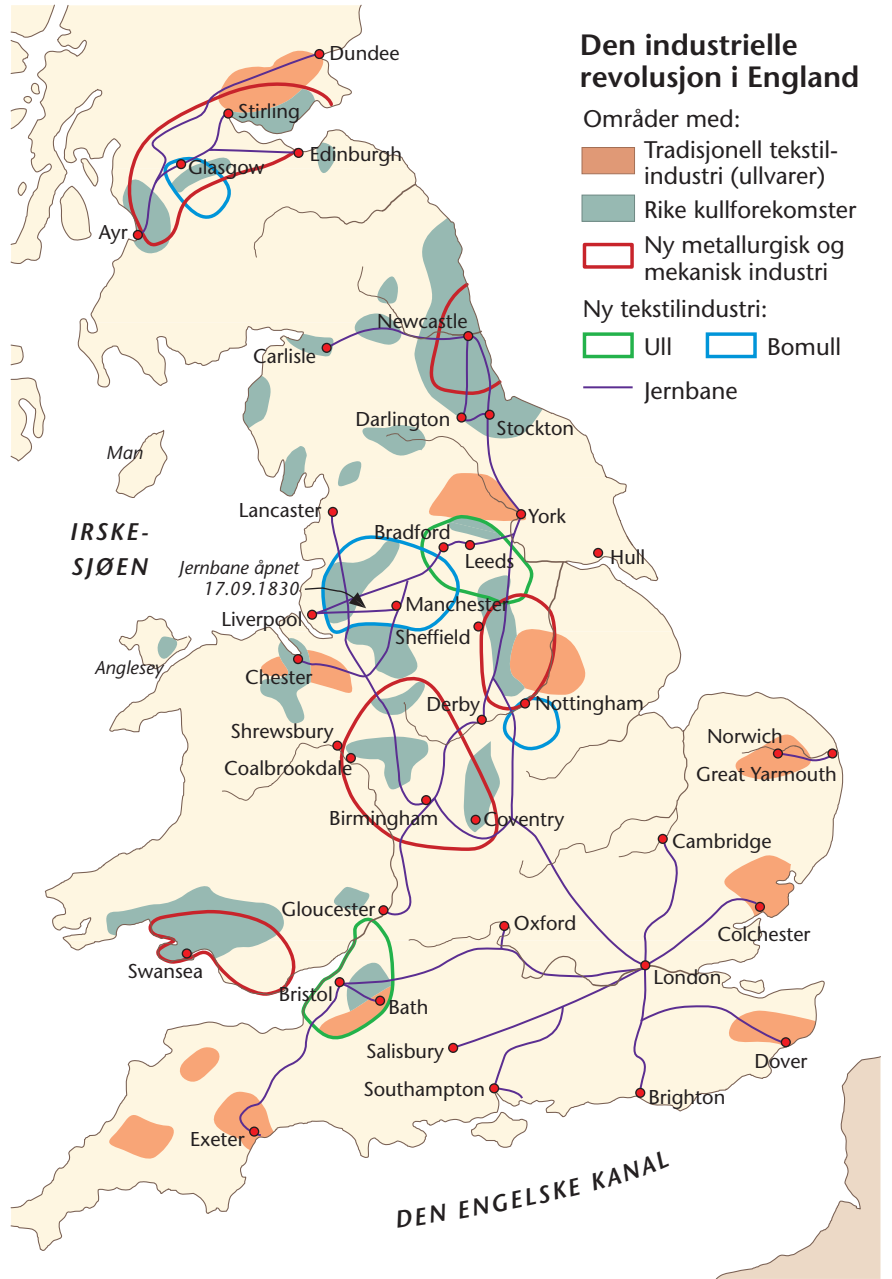 Den industrielle
revolusjon i England
Områder med:
Tradisjonell tekstil-
industri (ullvarer)
Rike kullforekomster
Ny metallurgisk og
mekanisk industri
Ny tekstilindustri:
Ull
Bomull
Jernbane
Dundee
Stirling
Glasgow
Edinburgh
Ayr
Newcastle
Carlisle
Darlington
Stockton
Man
Lancaster
York
IRSKE-
SJØEN
Bradford
Leeds
Hull
Jernbane åpnet
17.09.1830
Manchester
Liverpool
Sheffield
Anglesey
Chester
Derby
Nottingham
Shrewsbury
Coalbrookdale
Norwich
Great Yarmouth
Birmingham
Coventry
Cambridge
Gloucester
Oxford
Colchester
Swansea
London
Bristol
Bath
Salisbury
Dover
Southampton
Brighton
Exeter
DEN ENGELSKE KANAL